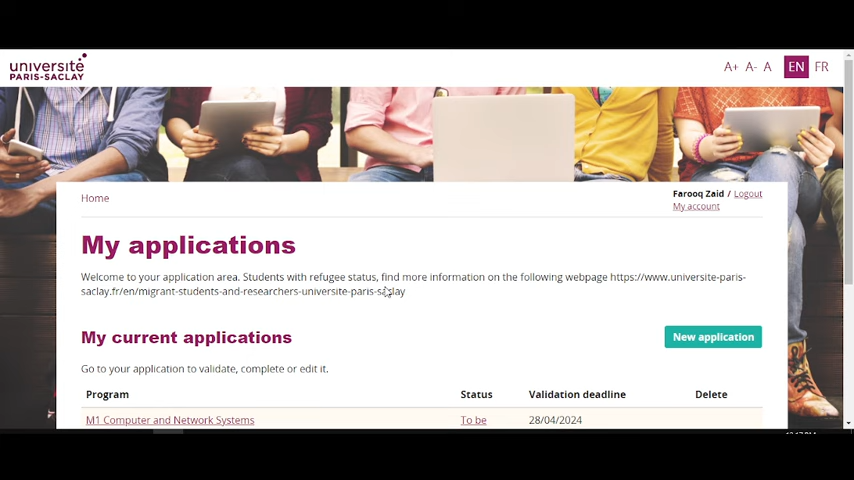 université
PARIS-SACLAY
A+ A- A EN FR
Home
Farooq Zaid / Logout
My account
My applications
Welcome to your application area. Students with refugee status, find more information on the following webpage https://www.universite-paris-
saclay.fr/en/migrant-students-and-researchers-universite-paris-saclay
My current applications
New application
Go to your application to validate, complete or edit it.
Program Status Validation deadline Delete
M1 Computer and Network Systems To be 28/04/2024